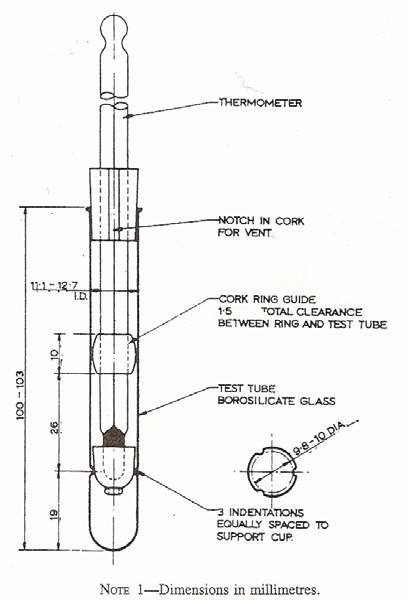 THERMOMETER
NOTCH IN CORK
FOR VENT.
11·1 – 12·7
I.D.
CORK RING GUIDE
1·5 TOTAL CLEARANCE
BETWEEN RING AND TEST TUBE
10
100 – 103
TEST TUBE
BOROSILICATE GLASS
26
9·8 – 10 DIA.
3 INDENTATIONS
EQUALLY SPACED TO
SUPPORT CUP.
19
NOTE 1—Dimensions in millimetres.